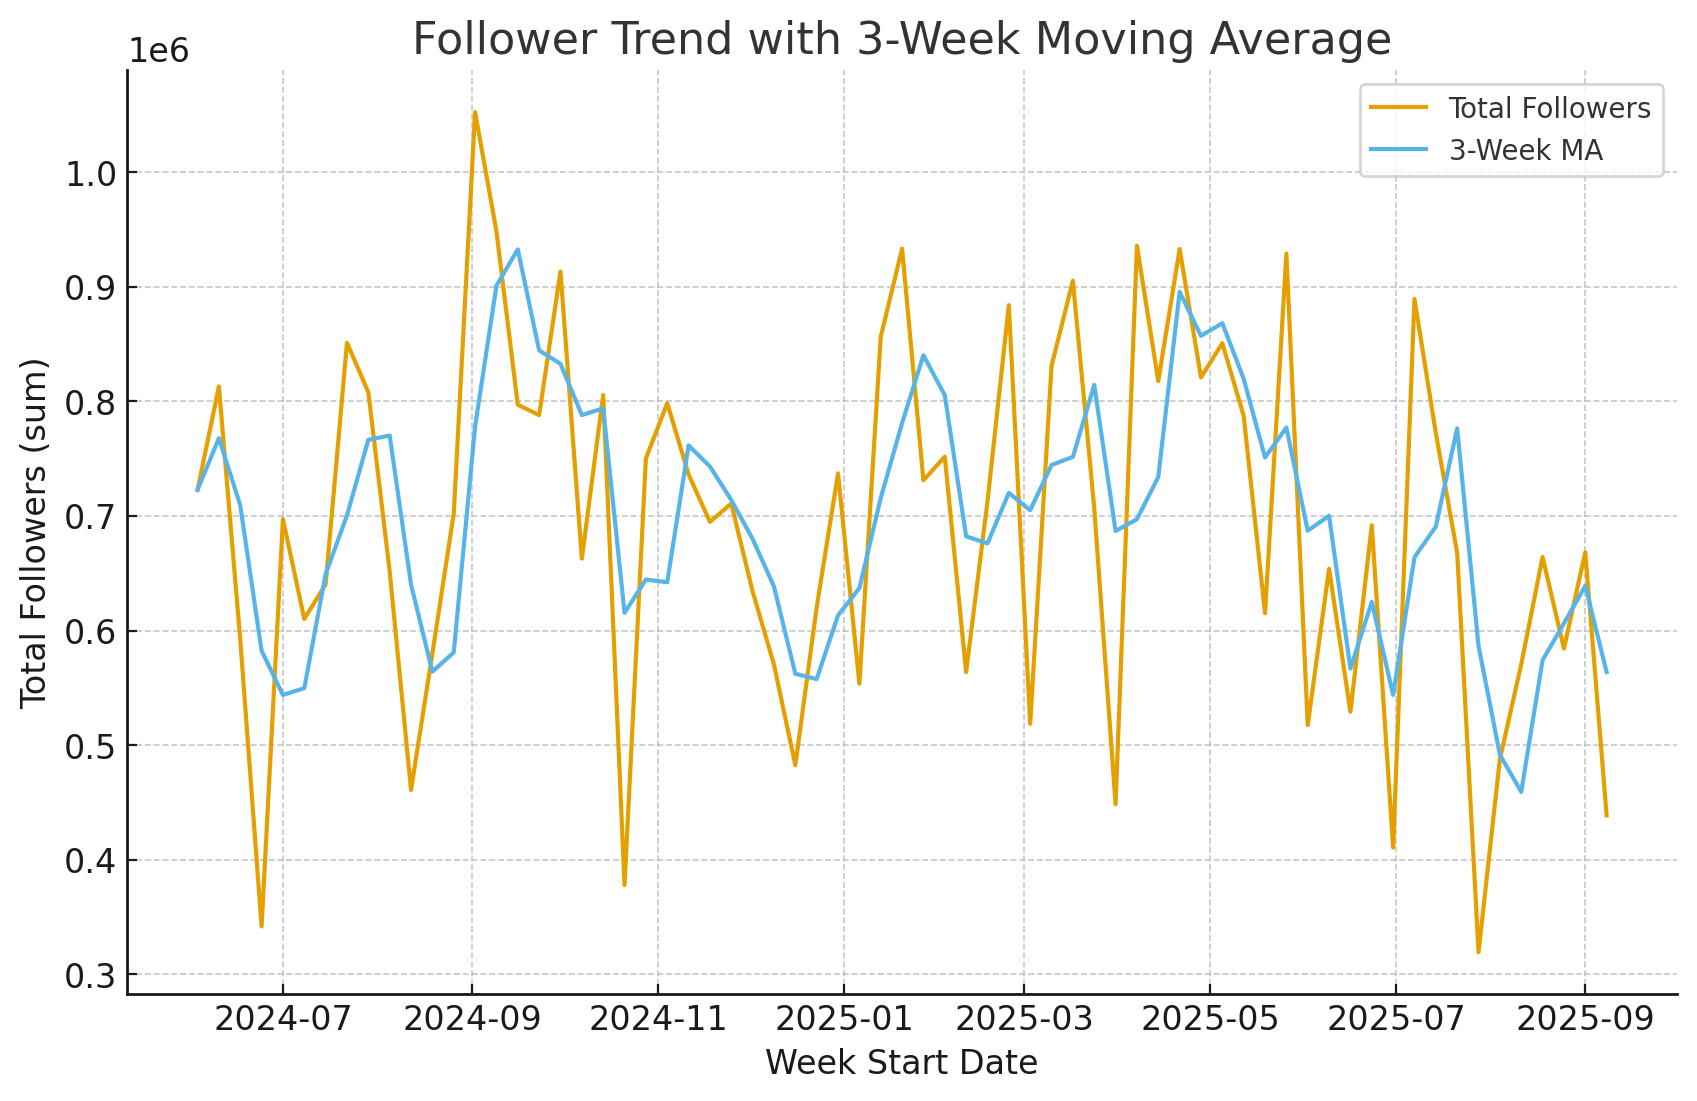 Follower Trend with 3-Week Moving Average
1e6
Total Followers
3-Week MA
1.0
0.9
0.8
0.7
0.6
0.5
0.4
0.3
Total Followers (sum)
2024-07 2024-09 2024-11 2025-01 2025-03 2025-05 2025-07 2025-09
Week Start Date